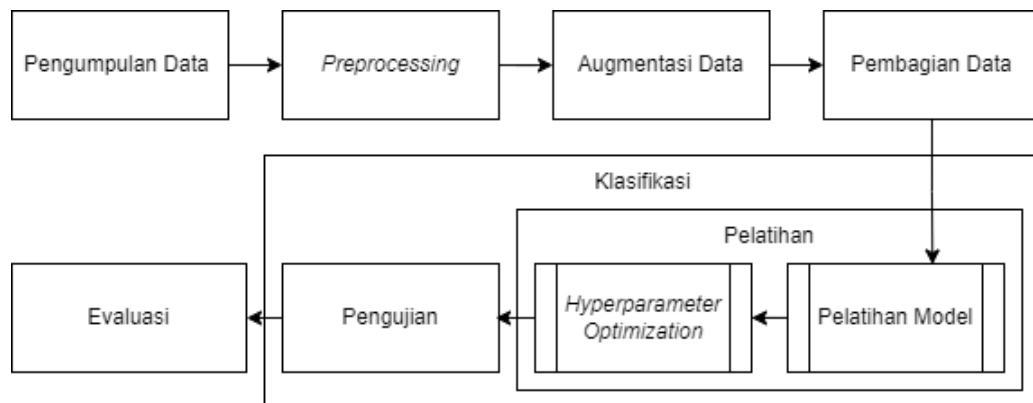 Pengumpulan Data
Preprocessing
Augmentasi Data
Pembagian Data
Klasifikasi
Pelatihan
Evaluasi
Pengujian
Hyperparameter
Optimization
Pelatihan Model